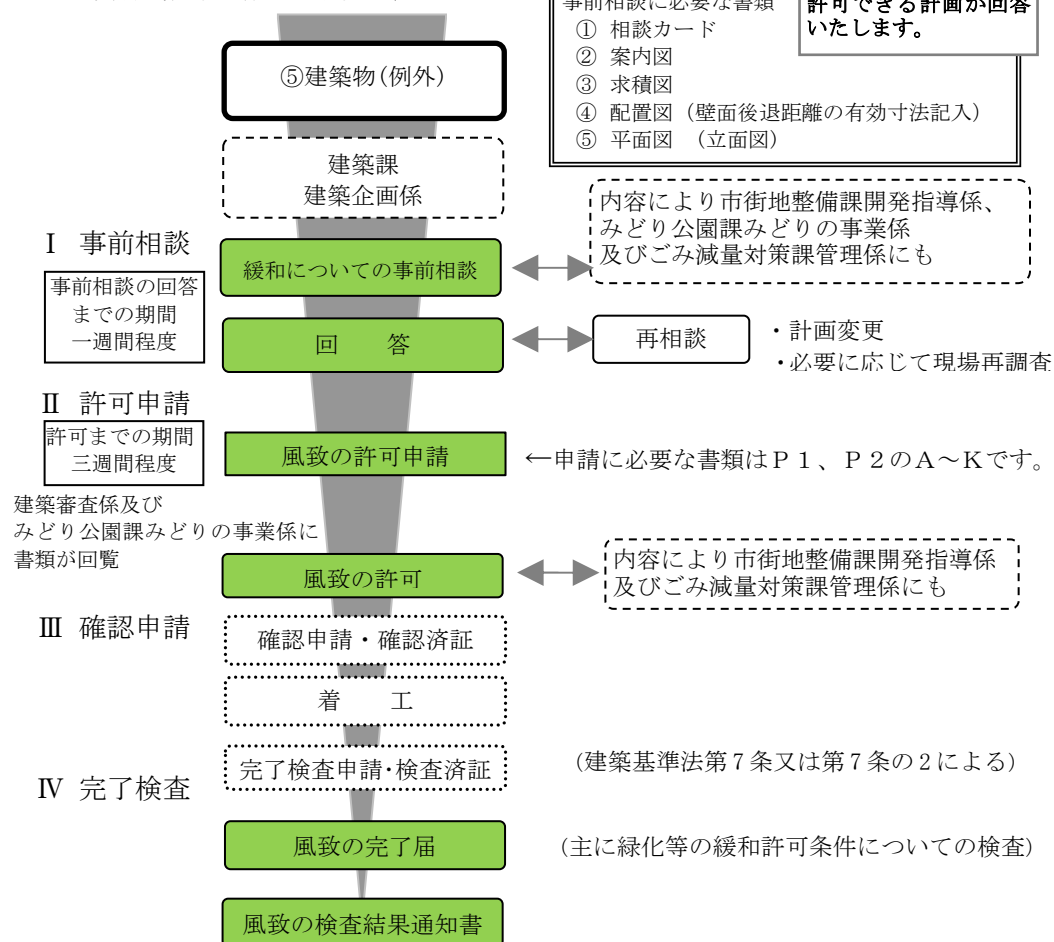 事前相談に必要な書類
① 相談カード
② 案内図
③ 求積図
④ 配置図（壁面後退距離の有効寸法記入）
⑤ 平面図 （立面図）
許可できる計画か回答
いたします。
⑤建築物(例外)
建築課
建築企画係
Ⅰ 事前相談
事前相談の回答
までの期間
一週間程度
緩和についての事前相談
内容により市街地整備課開発指導係、
みどり公園課みどりの事業係
及びごみ減量対策課管理係にも
回 答
再相談
・計画変更
・必要に応じて現場再調査
Ⅱ 許可申請
許可までの期間
三週間程度
風致の許可申請
←申請に必要な書類はＰ１、Ｐ２のＡ～Ｋです。
建築審査係及び
みどり公園課みどりの事業係に
書類が回覧
風致の許可
内容により市街地整備課開発指導係
及びごみ減量対策課管理係にも
Ⅲ 確認申請
確認申請・確認済証
着 工
Ⅳ 完了検査
完了検査申請・検査済証
(建築基準法第７条又は第７条の２による)
風致の完了届
(主に緑化等の緩和許可条件についての検査)
風致の検査結果通知書